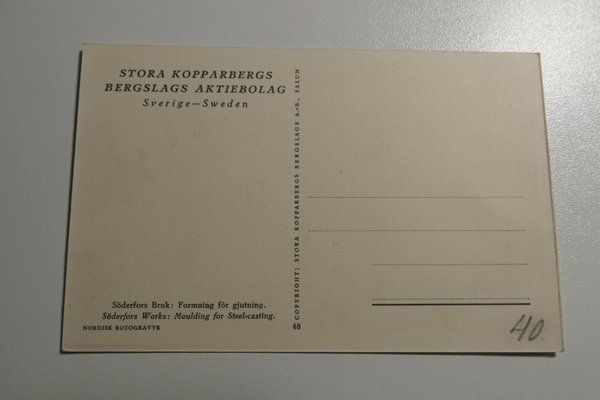 STORA KOPPARBERGS
BERGSLAGS AKTIEBOLAG
Sverige—Sweden
Söderfors Bruk: Formning för gjutning.
Söderfors Works: Moulding for Steel-casting.
NORDISK ROTOGRAVYR
48
COPYRIGHT: STORA KOPPARBERGS BERGSLAGS A.-B., FALUN
40.